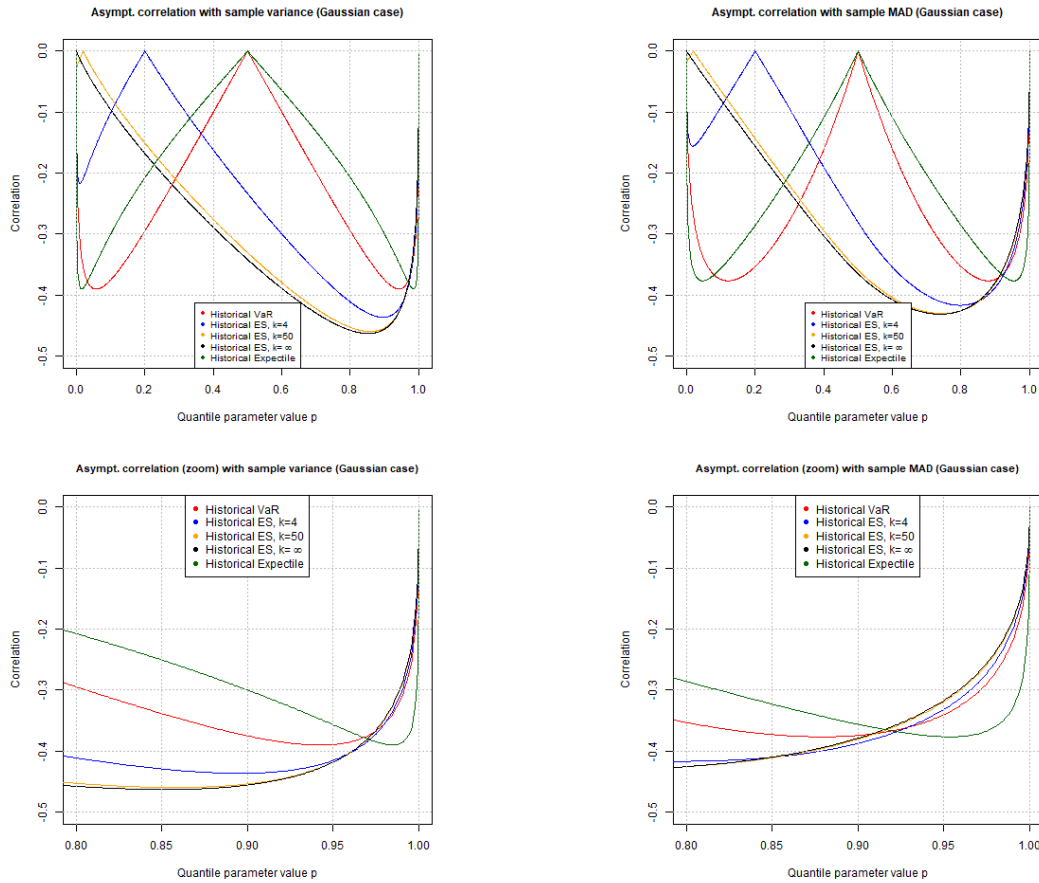 Asympt. correlation with sample variance (Gaussian case)
Correlation
0.0
-0.1
-0.2
-0.3
-0.4
-0.5
Historical VaR
Historical ES, k=4
Historical ES, k=50
Historical ES, k= ∞
Historical Expectile
0.0 0.2 0.4 0.6 0.8 1.0
Quantile parameter value p
Asympt. correlation with sample MAD (Gaussian case)
Correlation
0.0
-0.1
-0.2
-0.3
-0.4
-0.5
Historical VaR
Historical ES, k=4
Historical ES, k=50
Historical ES, k= ∞
Historical Expectile
0.0 0.2 0.4 0.6 0.8 1.0
Quantile parameter value p
Asympt. correlation (zoom) with sample variance (Gaussian case)
Correlation
0.0
-0.1
-0.2
-0.3
-0.4
-0.5
Historical VaR
Historical ES, k=4
Historical ES, k=50
Historical ES, k= ∞
Historical Expectile
0.80 0.85 0.90 0.95 1.00
Quantile parameter value p
Asympt. correlation (zoom) with sample MAD (Gaussian case)
Correlation
0.0
-0.1
-0.2
-0.3
-0.4
-0.5
Historical VaR
Historical ES, k=4
Historical ES, k=50
Historical ES, k= ∞
Historical Expectile
0.80 0.85 0.90 0.95 1.00
Quantile parameter value p